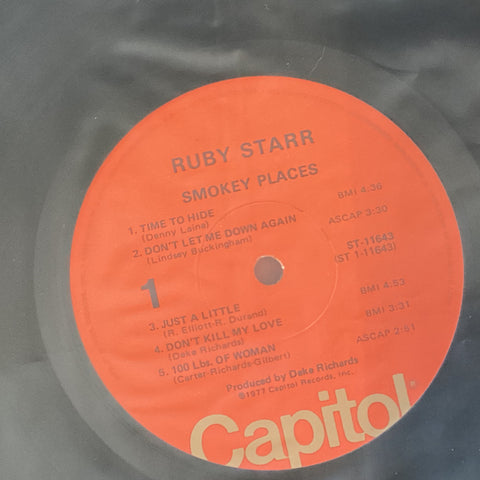 RUBY STARR
SMOKEY PLACES
1. TIME TO HIDE BMI 4:36
(Denny Laine)
2. DON'T LET ME DOWN AGAIN ASCAP 3:30
(Lindsey Buckingham)
ST-11643
(ST 1-11643)
1
3. JUST A LITTLE BMI 4:53
(R. Elliott-R. Durand)
4. DON'T KILL MY LOVE BMI 3:31
(Deke Richards)
5. 100 Lbs. OF WOMAN ASCAP 2:51
(Carter-Richards-Gilbert)
Produced by Deke Richards
℗1977 Capitol Records, Inc.
Capitol